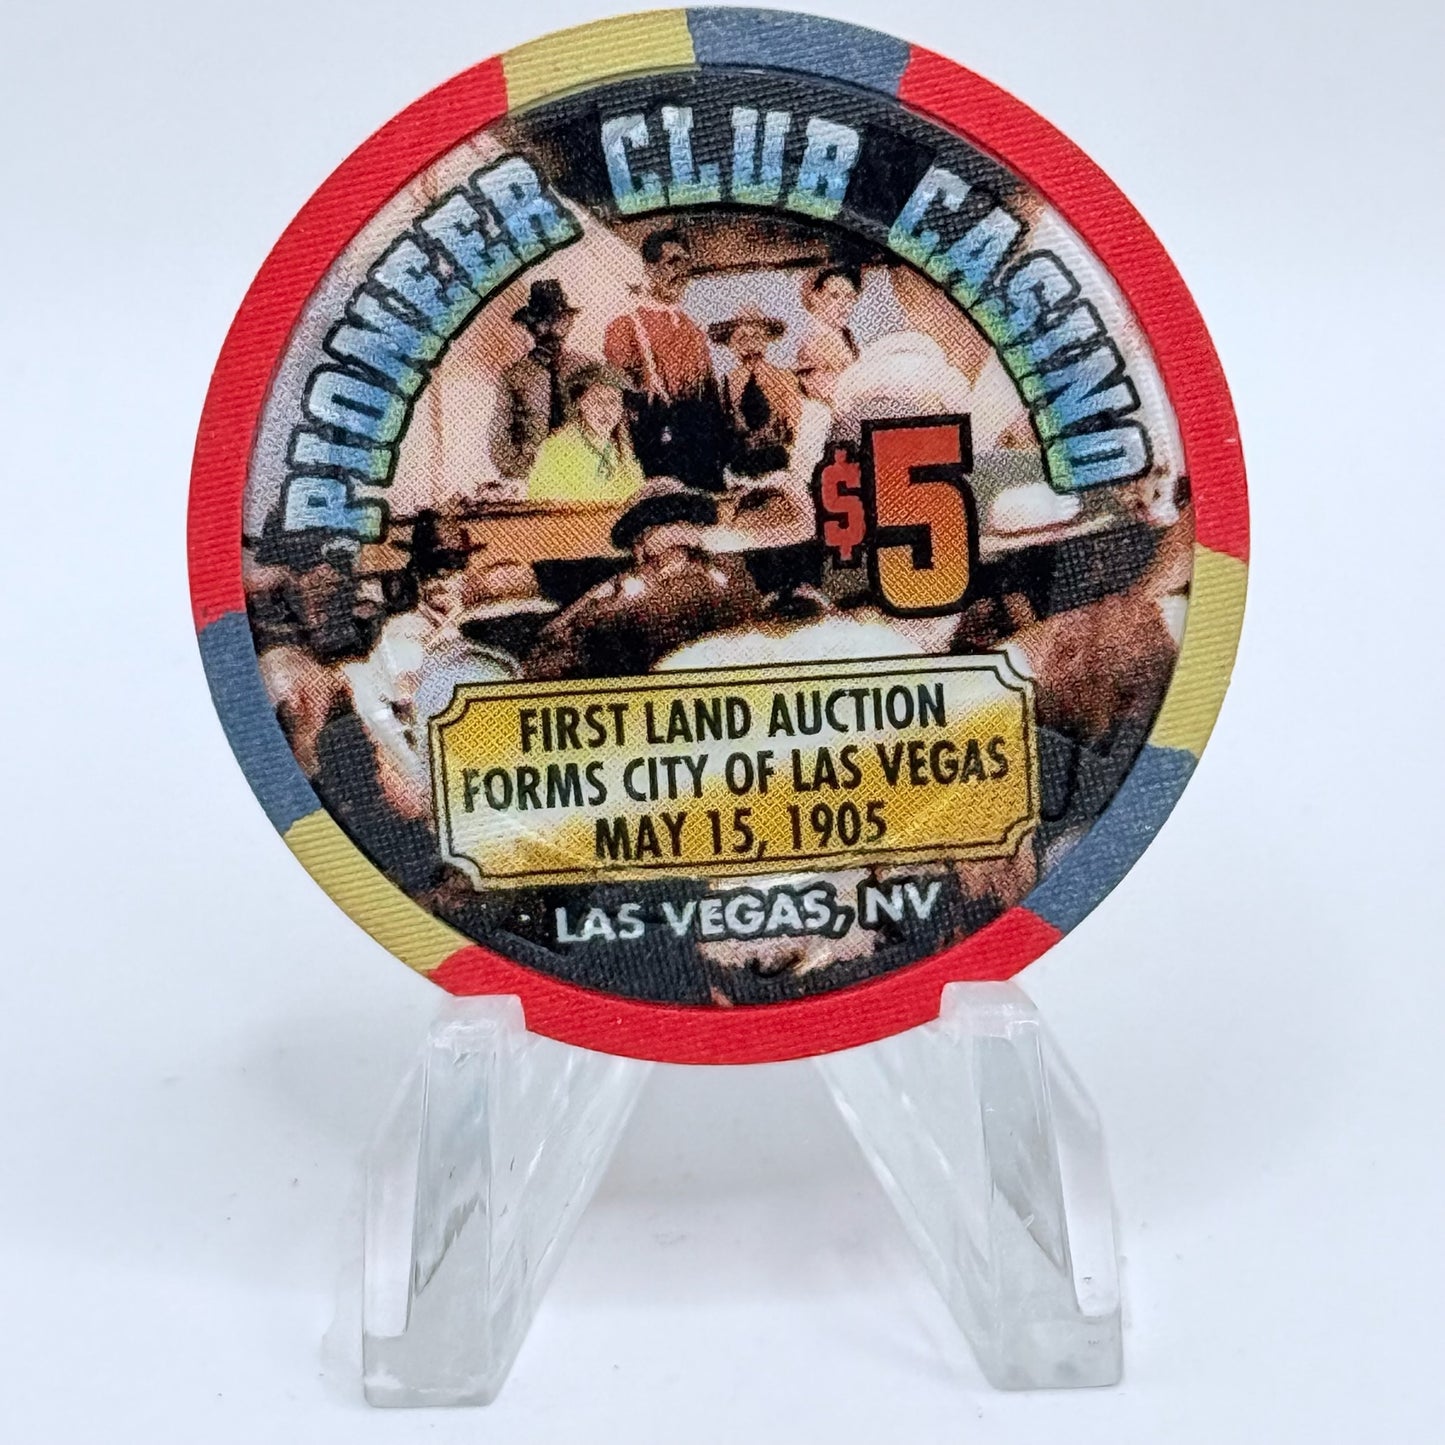 PIONEER CLUB CASINO
$5
FIRST LAND AUCTION
FORMS CITY OF LAS VEGAS
MAY 15, 1905
LAS VEGAS, NV